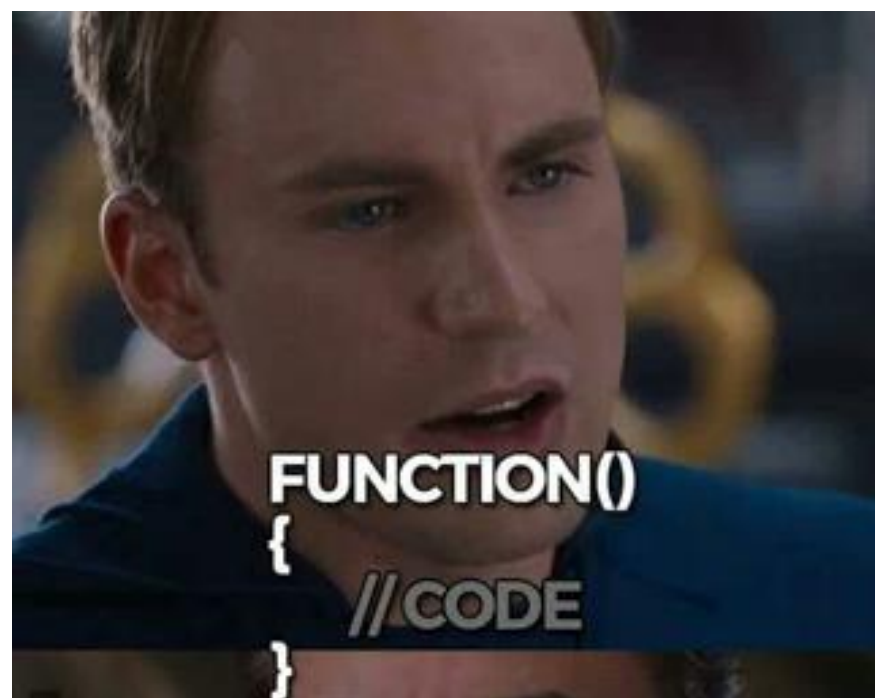 FUNCTION()
{
//CODE
}